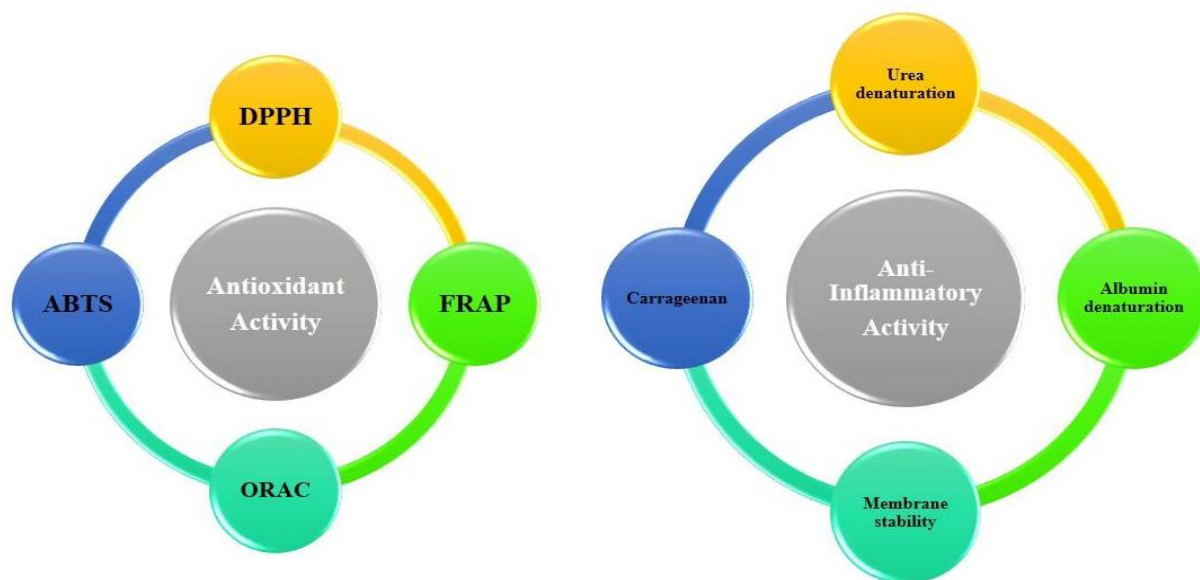 DPPH
ABTS
Antioxidant
Activity
FRAP
ORAC
Urea
denaturation
Carrageenan
Anti-
Inflammatory
Activity
Albumin
denaturation
Membrane
stability